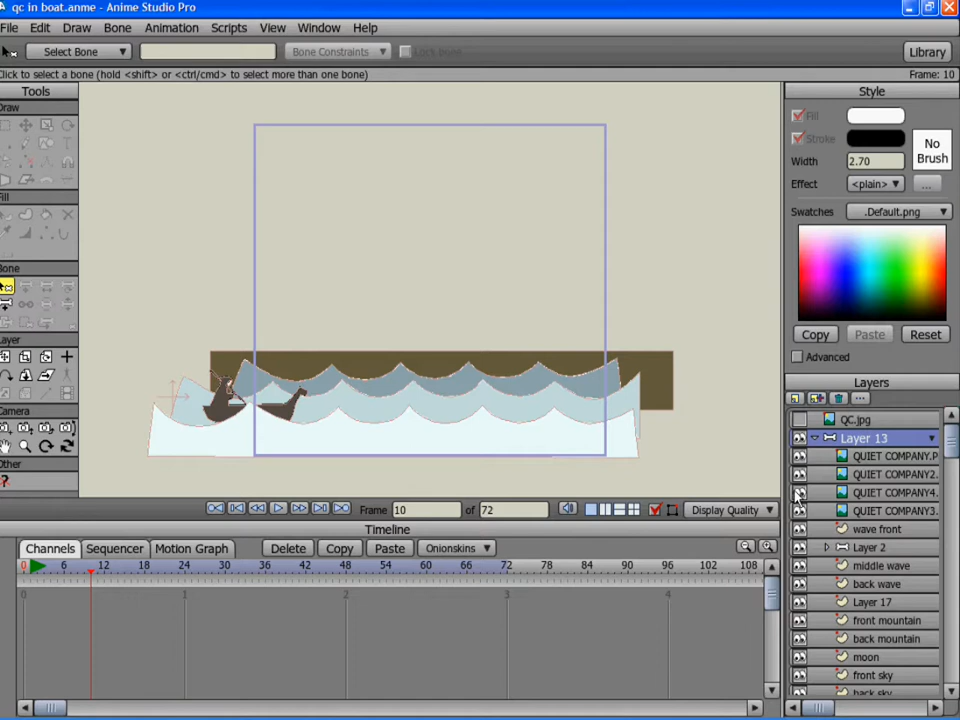 qc in boat.anme - Anime Studio Pro
File Edit Draw Bone Animation Scripts View Window Help
Select Bone Bone Constraints Lock bone Library
Click to select a bone (hold <shift> or <ctrl/cmd> to select more than one bone) Frame: 10
Tools
Draw
Fill
Bone
Layer
Camera
Other
Style
Fill
Stroke
No Brush
Width 2.70
Effect <plain> ...
Swatches .Default.png
Copy Paste Reset
Advanced
Layers
QC.jpg
Layer 13
QUIET COMPANY.P
QUIET COMPANY2.
QUIET COMPANY4.
QUIET COMPANY3.
wave front
Layer 2
middle wave
back wave
Layer 17
front mountain
back mountain
moon
front sky
back sky
Frame 10 of 72 Display Quality
Timeline
Channels Sequencer Motion Graph Delete Copy Paste Onionskins
0 6 12 18 24 30 36 42 48 54 60 66 72 78 84 90 96 102 108
0 1 2 3 4